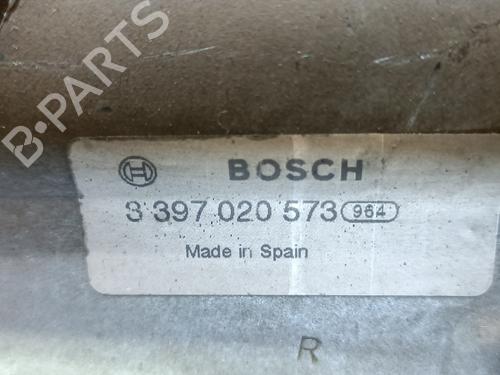 B·PARTS
BOSCH
3 397 020 573 964
Made in Spain
R